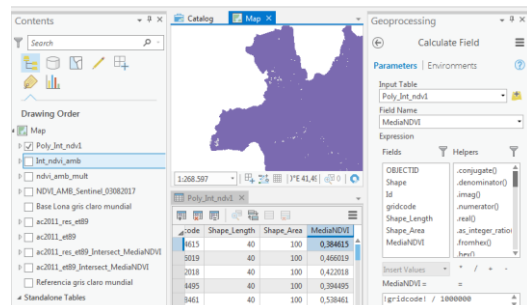 Contents
Search
Drawing Order
Map
Poly_Int_ndv1
Int_ndvi_amb
ndvi_amb_mult
NDVI_AMB_Sentinel_03082017
Base Lona gris claro mundial
ac2011_res_et89
ac2011_et89
ac2011_res_et89_Intersect_MediaNDVI
ac2011_et89_Intersect_MediaNDVI
Referencia gris claro mundial
Standalone Tables
Catalog
Map
1:268.597
Poly_Int_ndv1
Shape_Length Shape_Area MediaNDVI
4615 40 100 0,384615
6019 40 100 0,466019
2018 40 100 0,422018
4495 40 100 0,394495
8461 40 100 0,538461
Geoprocessing
Calculate Field
Parameters | Environments
Input Table
Poly_Int_ndv1
Field Name
MediaNDVI
Expression
Fields Helpers
OBJECTID .conjugate()
Shape .denominator()
Id .imag()
gridcode .numerator()
Shape_Length .real()
Shape_Area .as_integer_ratio
MediaNDVI .fromhex()
.hex()
Insert Values * / + -
MediaNDVI =
!gridcode! / 1000000